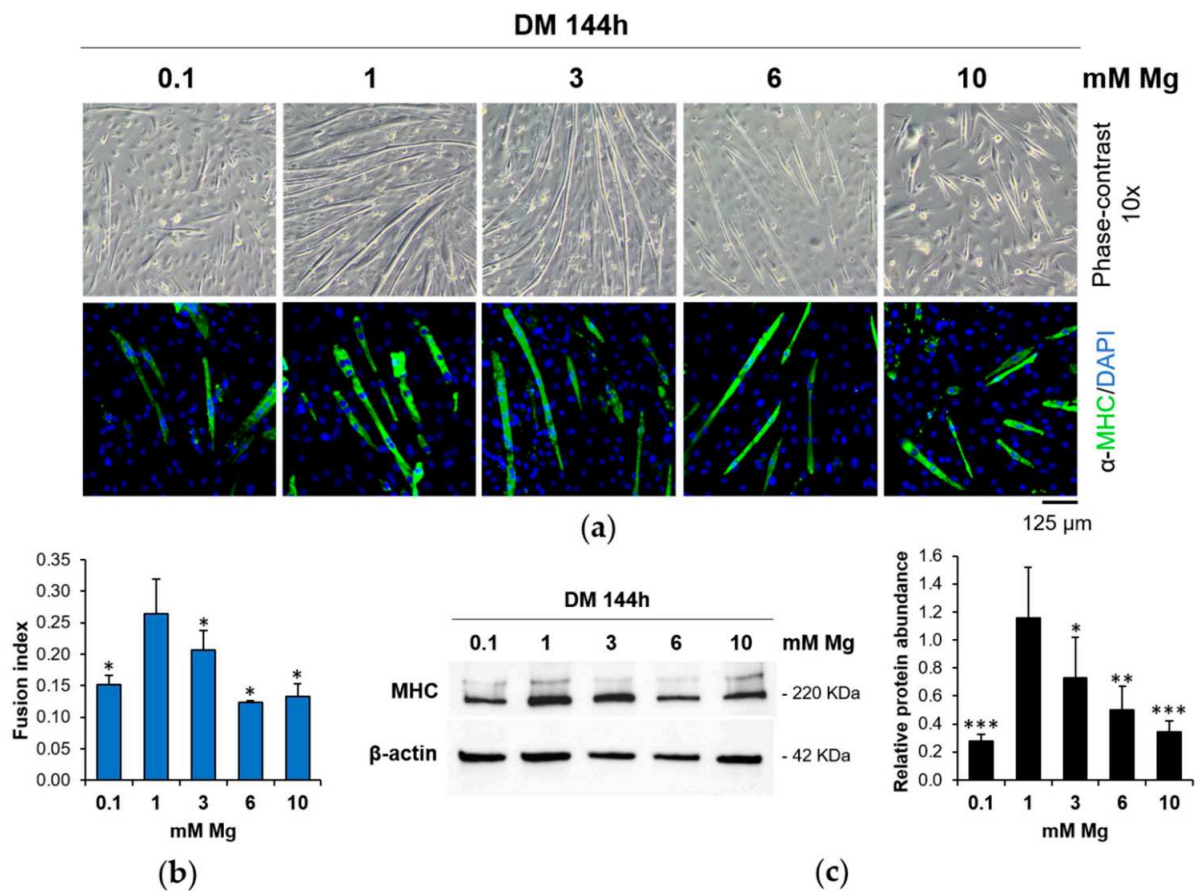 DM 144h
0.1 1 3 6 10 mM Mg
Phase-contrast
10x
α-MHC/DAPI
125 µm
(a)
Fusion index
0.35
0.30
0.25
0.20
0.15
0.10
0.05
0.00
* * * *
0.1 1 3 6 10
mM Mg
(b)
DM 144h
0.1 1 3 6 10 mM Mg
MHC
- 220 KDa
β-actin
- 42 KDa
Relative protein abundance
1.6
1.4
1.2
1.0
0.8
0.6
0.4
0.2
0.0
*** * ** ***
0.1 1 3 6 10
mM Mg
(c)